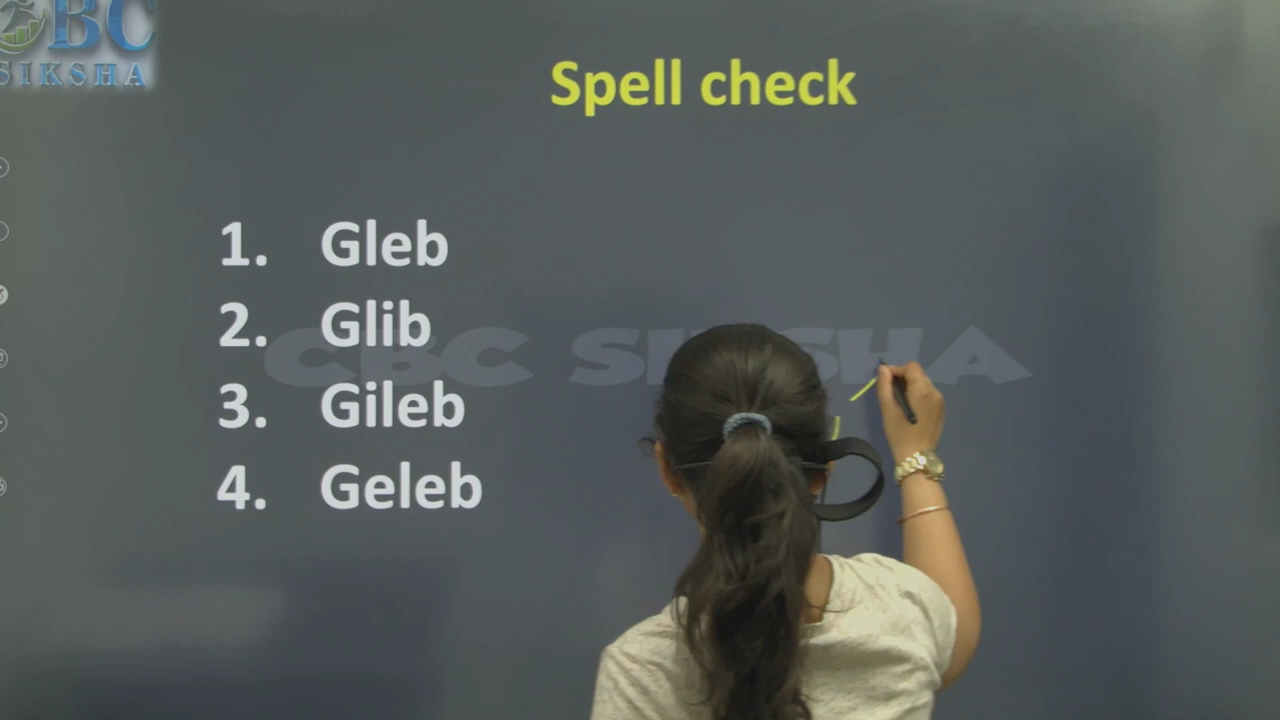 CBC
SIKSHA
Spell check
1. Gleb
2. Glib
3. Gileb
4. Geleb
CBC SIKSHA